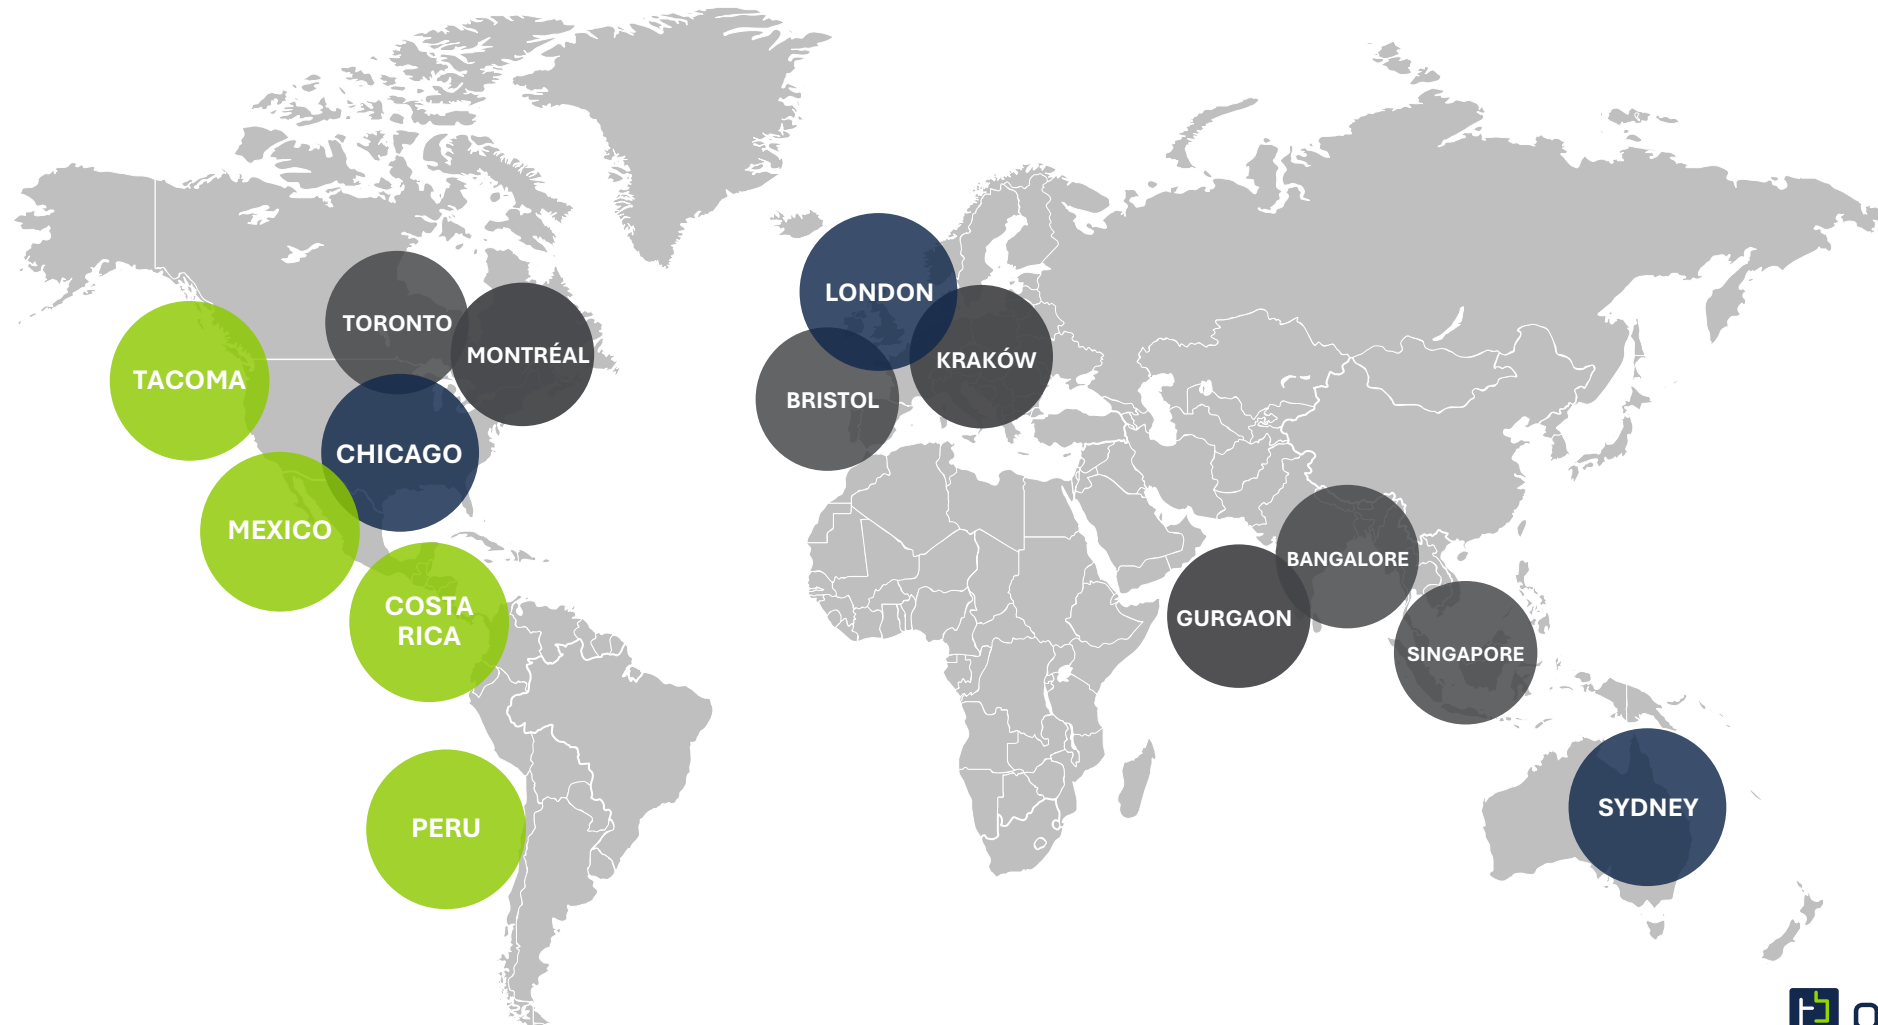 LONDON
TORONTO
MONTRÉAL
KRAKÓW
TACOMA
BRISTOL
CHICAGO
MEXICO
BANGALORE
COSTA
RICA
GURGAON
SINGAPORE
SYDNEY
PERU